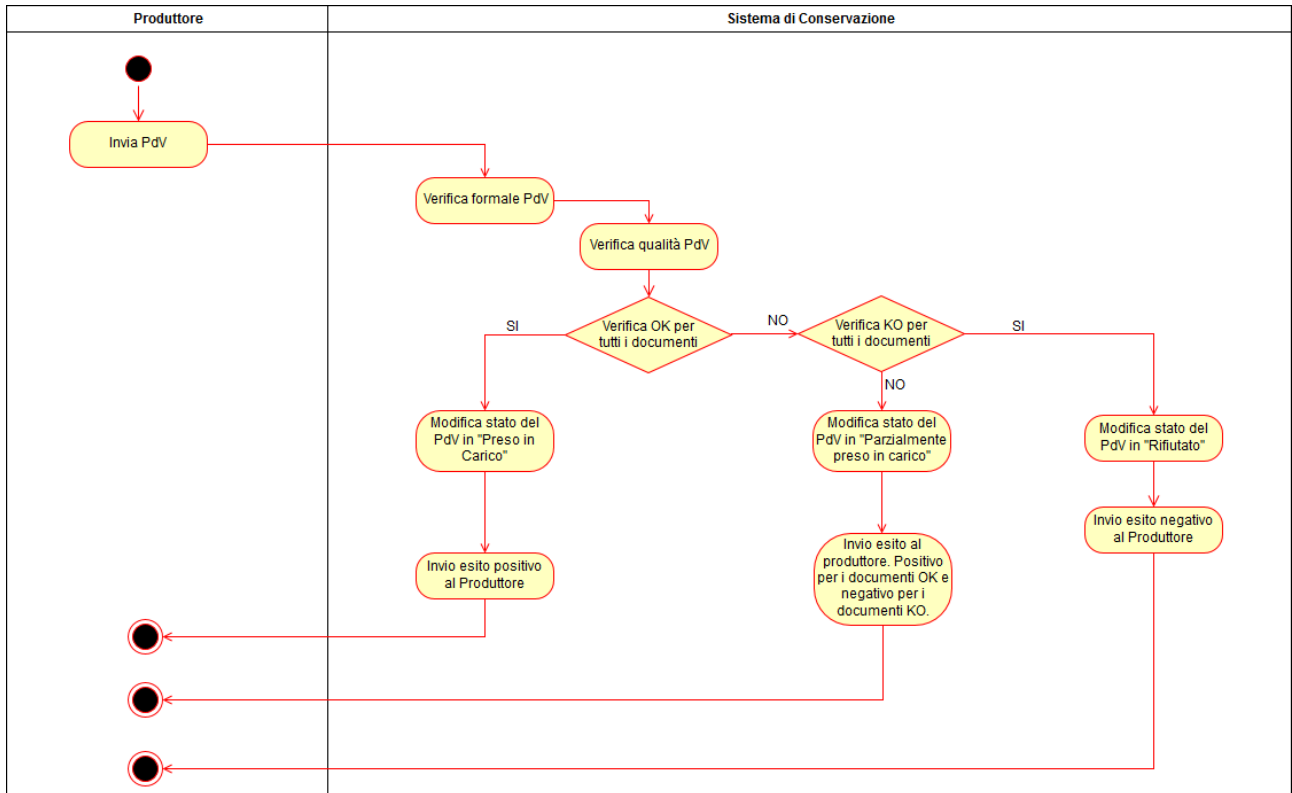 Produttore
Sistema di Conservazione
Invia PdV
Verifica formale PdV
Verifica qualità PdV
Verifica OK per
tutti i documenti
SI
NO
Verifica KO per
tutti i documenti
SI
NO
Modifica stato del
PdV in "Preso in
Carico"
Modifica stato del
PdV in "Parzialmente
preso in carico"
Modifica stato del
PdV in "Rifiutato"
Invio esito positivo
al Produttore
Invio esito al
produttore. Positivo
per i documenti OK e
negativo per i
documenti KO.
Invio esito negativo
al Produttore